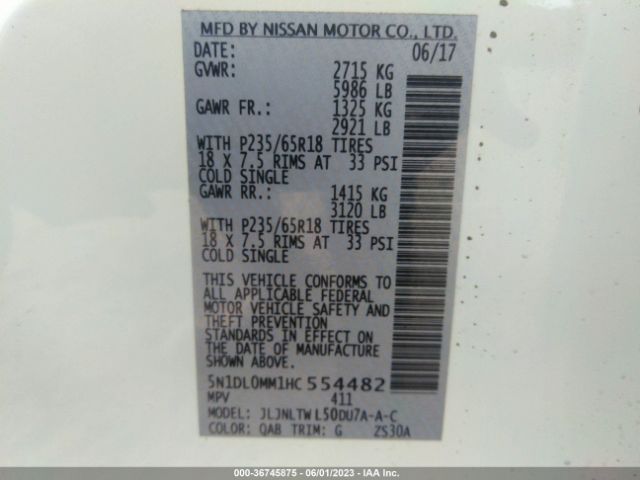 MFD BY NISSAN MOTOR CO., LTD.
DATE: 06/17
GVWR: 2715 KG
5986 LB
GAWR FR.: 1325 KG
2921 LB
WITH P235/65R18 TIRES
18 X 7.5 RIMS AT 33 PSI
COLD SINGLE
GAWR RR.: 1415 KG
3120 LB
WITH P235/65R18 TIRES
18 X 7.5 RIMS AT 33 PSI
COLD SINGLE
THIS VEHICLE CONFORMS TO
ALL APPLICABLE FEDERAL
MOTOR VEHICLE SAFETY AND
THEFT PREVENTION
STANDARDS IN EFFECT ON
THE DATE OF MANUFACTURE
SHOWN ABOVE.
5N1DL0MM1HC554482
MPV 411
MODEL: JLJNLTWL50DU7A-A-C
COLOR: QAB TRIM: G ZS30A
000-36745875 - 06/01/2023 - IAA Inc.